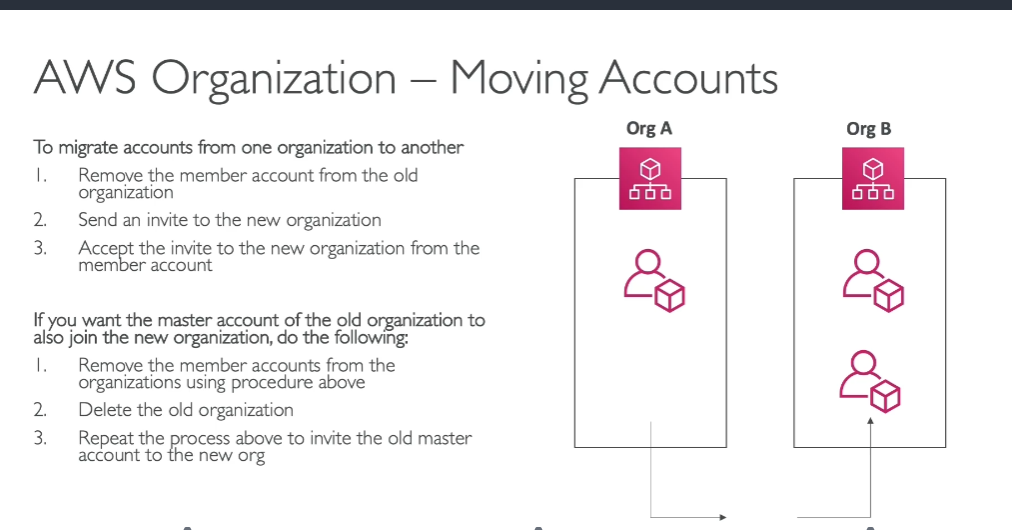 AWS Organization – Moving Accounts
Org A
Org B
To migrate accounts from one organization to another
1. Remove the member account from the old
organization
2. Send an invite to the new organization
3. Accept the invite to the new organization from the
member account
If you want the master account of the old organization to
also join the new organization, do the following:
1. Remove the member accounts from the
organizations using procedure above
2. Delete the old organization
3. Repeat the process above to invite the old master
account to the new org